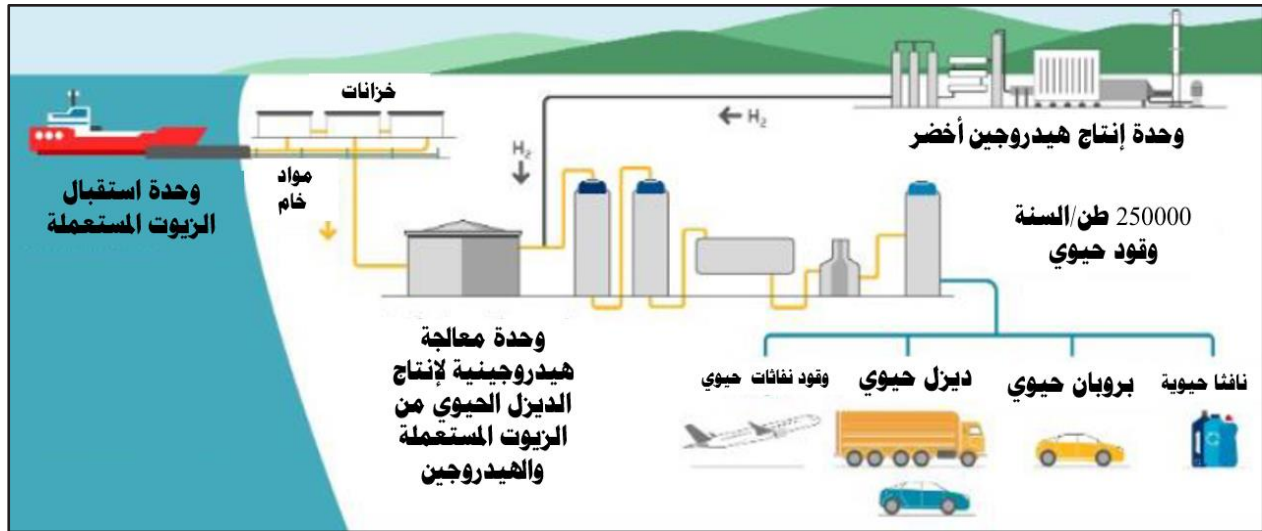 خزانات
← H₂
وحدة إنتاج هيدروجين أخضر
H₂
مواد
خام
وحدة استقبال
الزيوت المستعملة
250000 طن/السنة
وقود حيوي
وحدة معالجة
هيدروجينية لإنتاج
الديزل الحيوي من
الزيوت المستعملة
والهيدروجين
نافثا حيوية
بروبان حيوي
ديزل حيوي
وقود نفاثات حيوي